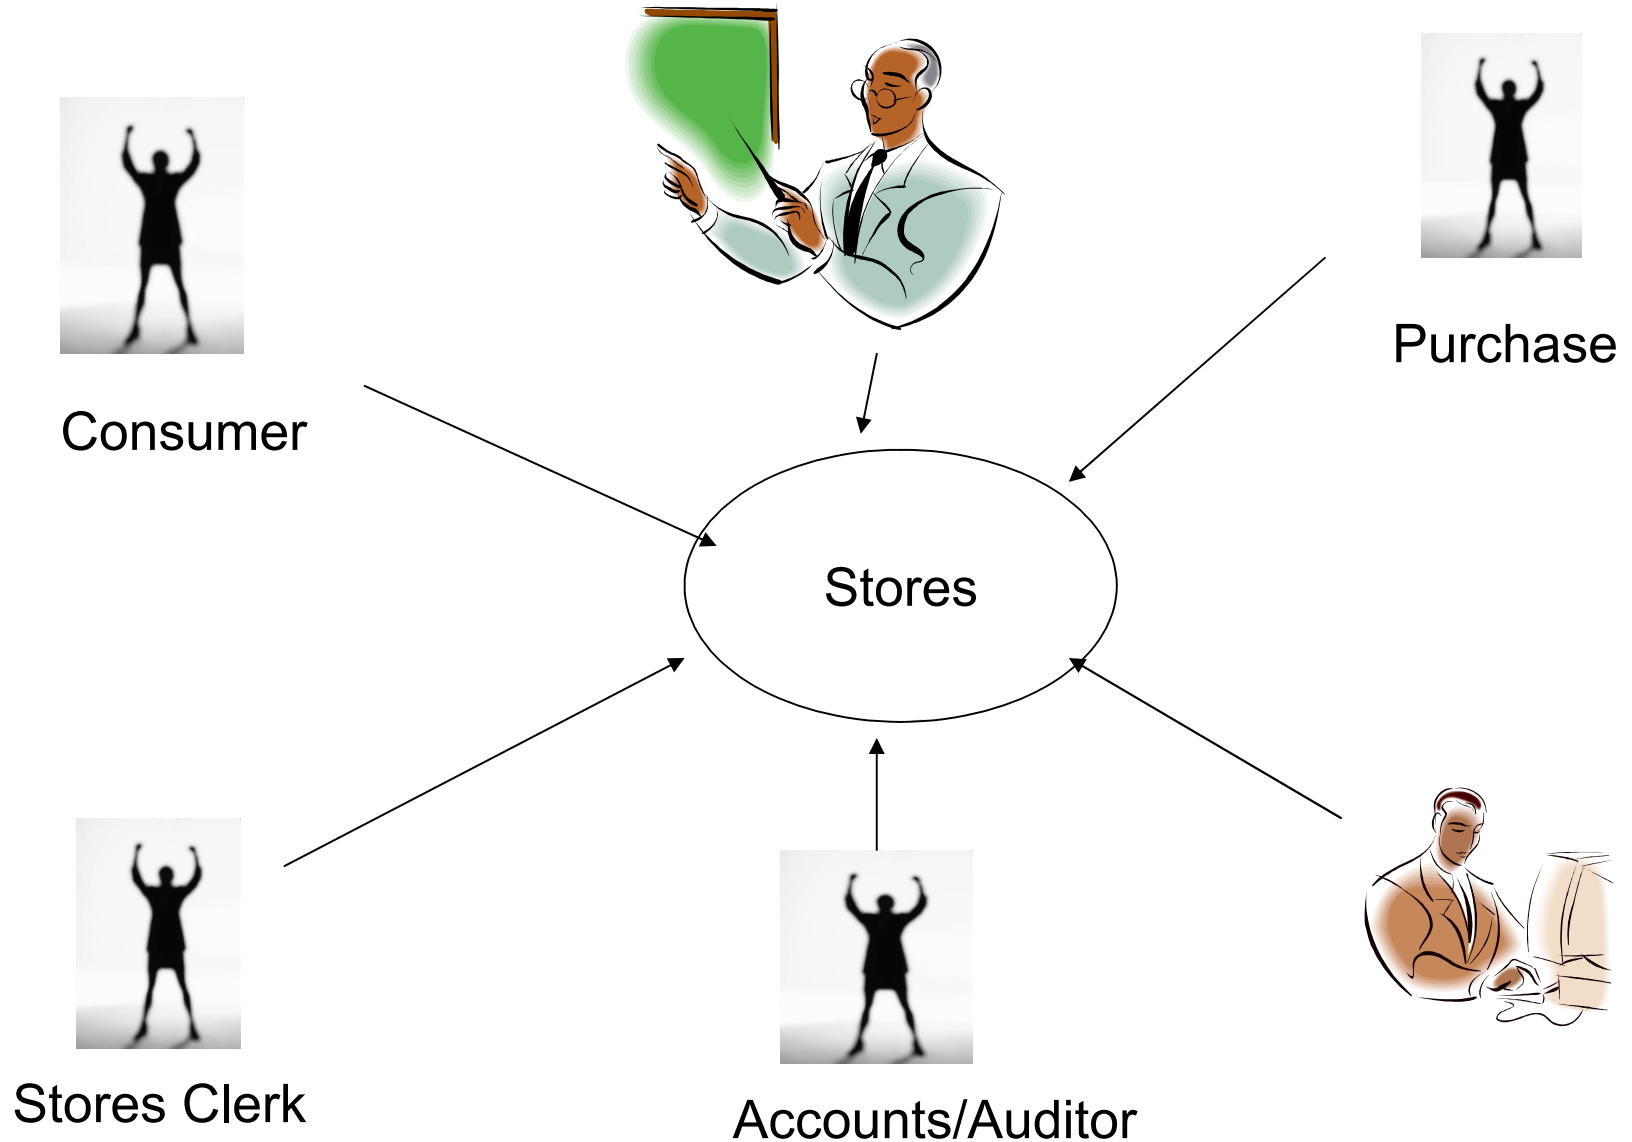 Purchase
Consumer
Stores
Stores Clerk
Accounts/Auditor